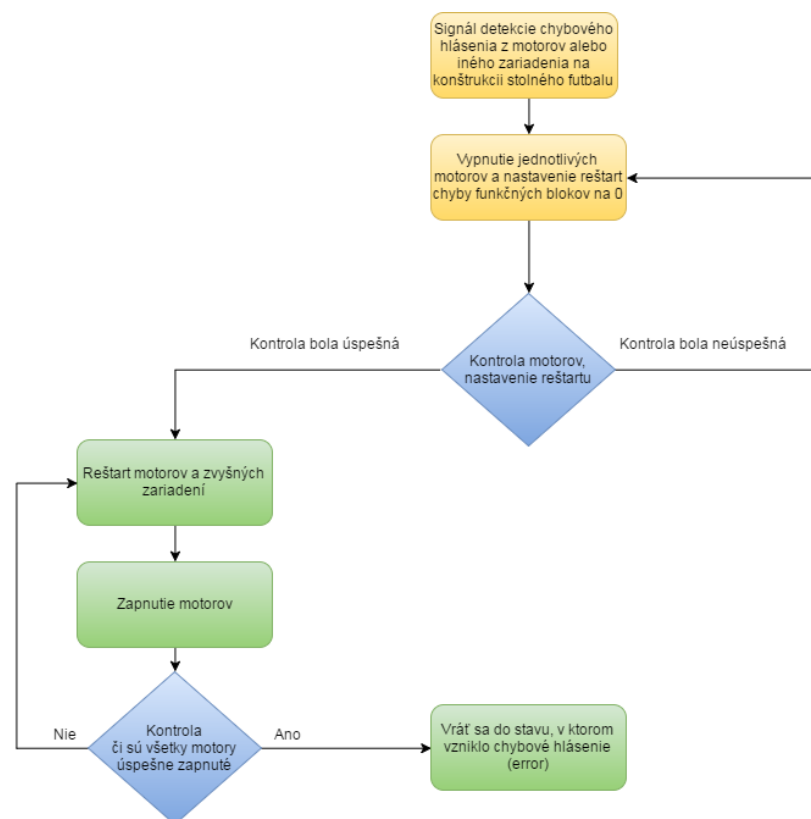 Signál detekcie chybového
hlásenia z motorov alebo
iného zariadenia na
konštrukcii stolného futbalu
Vypnutie jednotlivých
motorov a nastavenie reštart
chyby funkčných blokov na 0
Kontrola bola úspešná
Kontrola motorov,
nastavenie reštartu
Kontrola bola neúspešná
Reštart motorov a zvyšných
zariadení
Zapnutie motorov
Nie
Kontrola
či sú všetky motory
úspešne zapnuté
Ano
Vráť sa do stavu, v ktorom
vzniklo chybové hlásenie
(error)